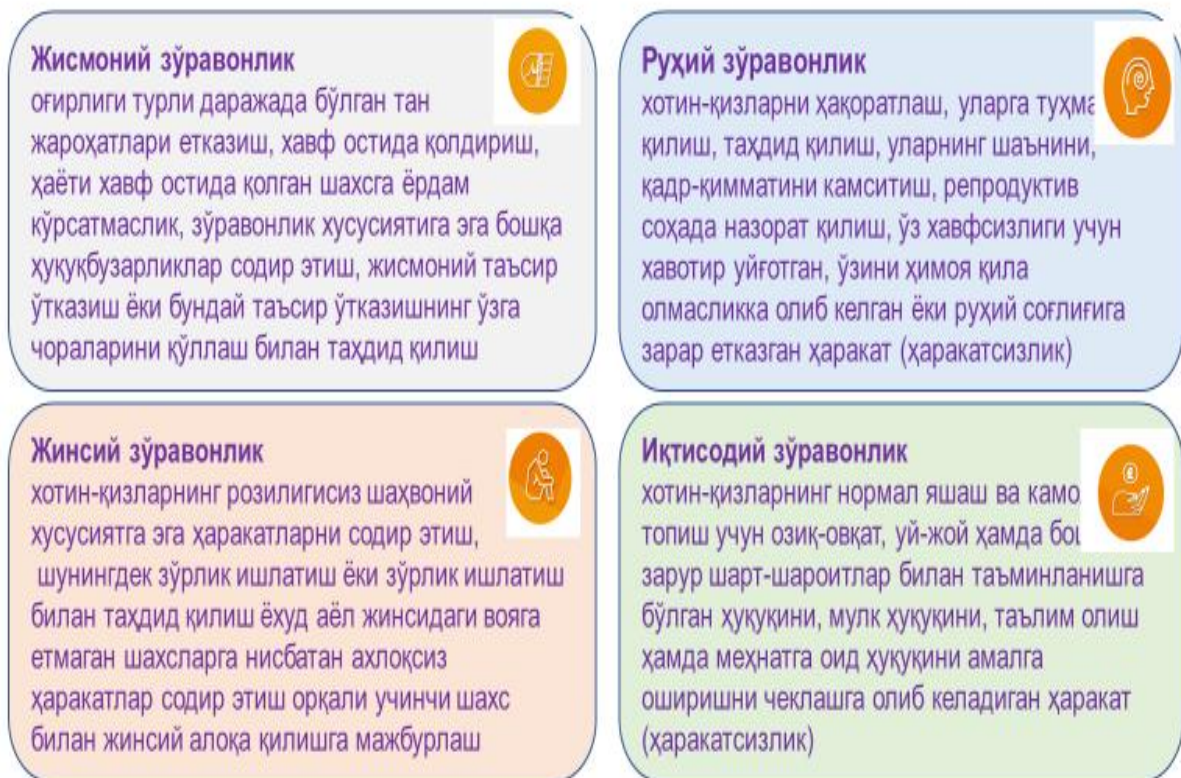 Жисмоний зўравонлик
оғирлиги турли даражада бўлган тан
жароҳатлари етказиш, хавф остида қолдириш,
ҳаёти хавф остида қолган шахсга ёрдам
кўрсатмаслик, зўравонлик хусусиятига эга бошқа
ҳуқуқбузарликлар содир этиш, жисмоний таъсир
ўтказиш ёки бундай таъсир ўтказишнинг ўзга
чораларини қўллаш билан таҳдид қилиш
Руҳий зўравонлик
хотин-қизларни ҳақоратлаш, уларга
қилиш, таҳдид қилиш, уларнинг шаънини,
қадр-қимматини камситиш, репродуктив
соҳада назорат қилиш, ўз хавфсизлиги учун
хавотир уйғотган, ўзини ҳимоя қила
олмасликка олиб келган ёки руҳий соғлиғига
зарар етказган ҳаракат (ҳаракатсизлик)
Жинсий зўравонлик
хотин-қизларнинг розилигисиз шаҳвоний
хусусиятга эга ҳаракатларни содир этиш,
шунингдек зўрлик ишлатиш ёки зўрлик ишлатиш
билан таҳдид қилиш ёхуд аёл жинсидаги вояга
етмаган шахсларга нисбатан ахлоқсиз
ҳаракатлар содир этиш орқали учинчи шахс
билан жинсий алоқа қилишга мажбурлаш
Иқтисодий зўравонлик
хотин-қизларнинг нормал яшаш ва
топиш учун озиқ-овқат, уй-жой ҳамда
зарур шарт-шароитлар билан таъминланишга
бўлган ҳуқуқини, мулк ҳуқуқини, таълим олиш
ҳамда меҳнатга оид ҳуқуқини амалга
оширишни чеклашга олиб келадиган ҳаракат
(ҳаракатсизлик)